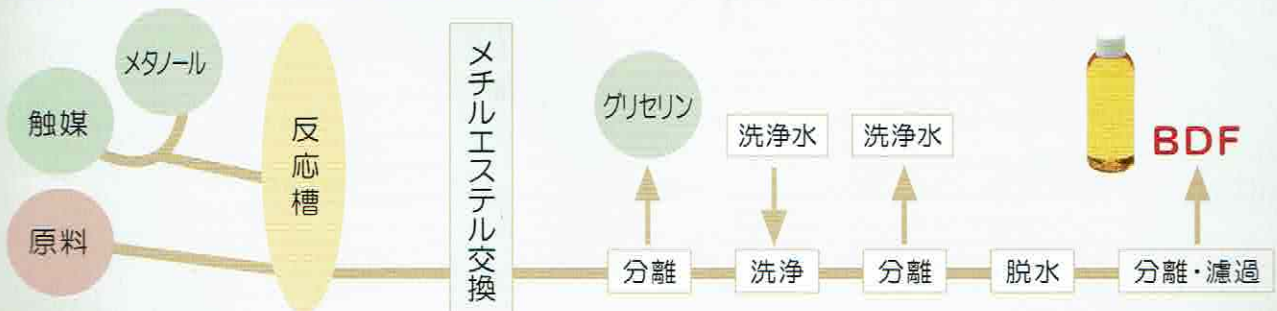 メタノール
触媒
原料
反応槽
メチルエステル交換
グリセリン
洗浄水
洗浄水
BDF
分離
洗浄
分離
脱水
分離・濾過